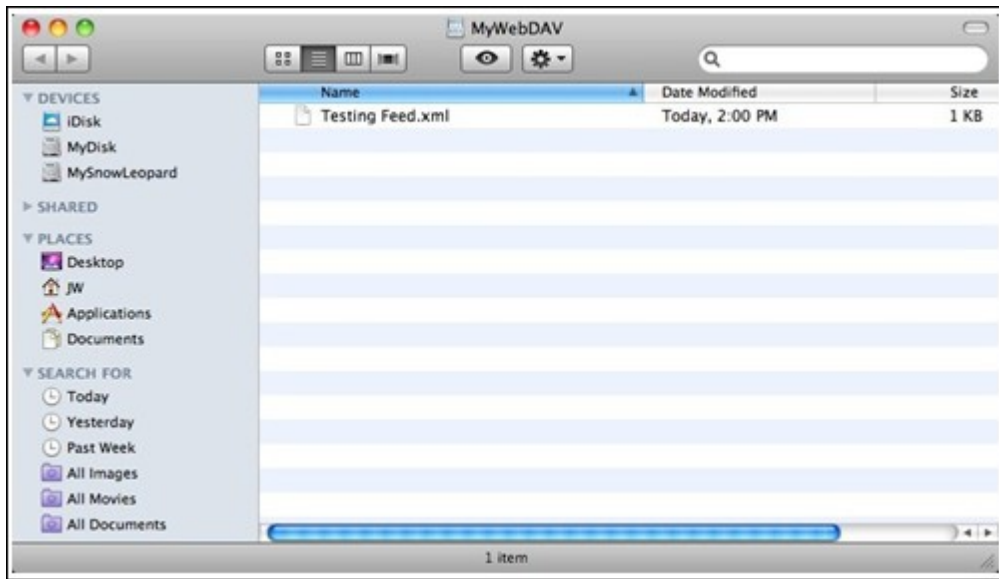 MyWebDAV
Name Date Modified Size
Testing Feed.xml Today, 2:00 PM 1 KB
DEVICES
iDisk
MyDisk
MySnowLeopard
SHARED
PLACES
Desktop
JW
Applications
Documents
SEARCH FOR
Today
Yesterday
Past Week
All Images
All Movies
All Documents
1 item